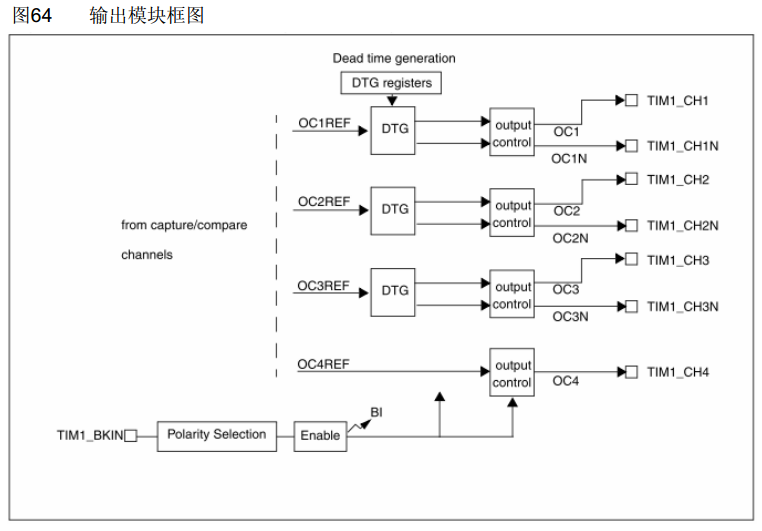 图64 输出模块框图
Dead time generation
DTG registers
OC1REF
DTG
output
control
OC1
OC1N
TIM1_CH1
TIM1_CH1N
OC2REF
DTG
output
control
OC2
OC2N
TIM1_CH2
TIM1_CH2N
from capture/compare
channels
OC3REF
DTG
output
control
OC3
OC3N
TIM1_CH3
TIM1_CH3N
OC4REF
output
control
OC4
TIM1_CH4
TIM1_BKIN
Polarity Selection
Enable
BI